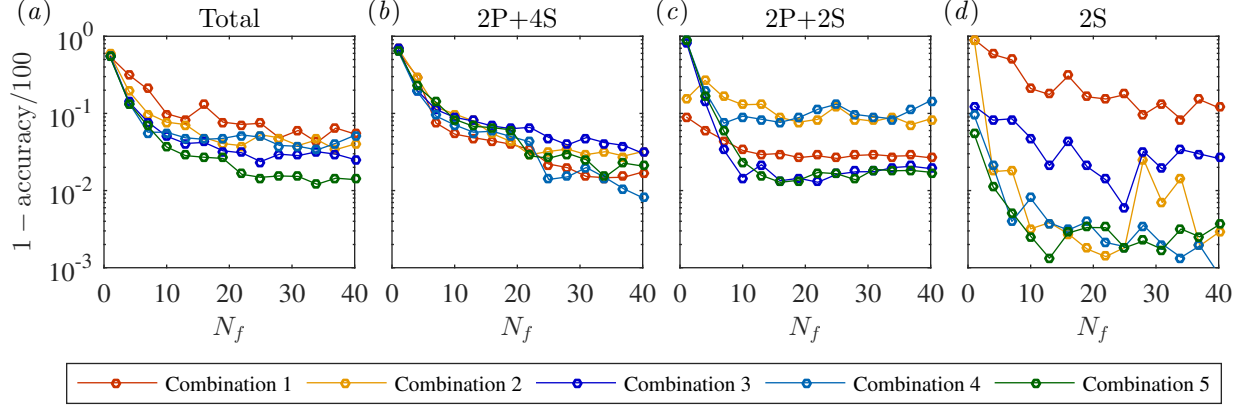 (a) Total (b) 2P+4S (c) 2P+2S (d) 2S
1 − accuracy/100
10^0
10^-1
10^-2
10^-3
0 10 20 30 40 0 10 20 30 40 0 10 20 30 40 0 10 20 30 40
N_f N_f N_f N_f
Combination 1 Combination 2 Combination 3 Combination 4 Combination 5